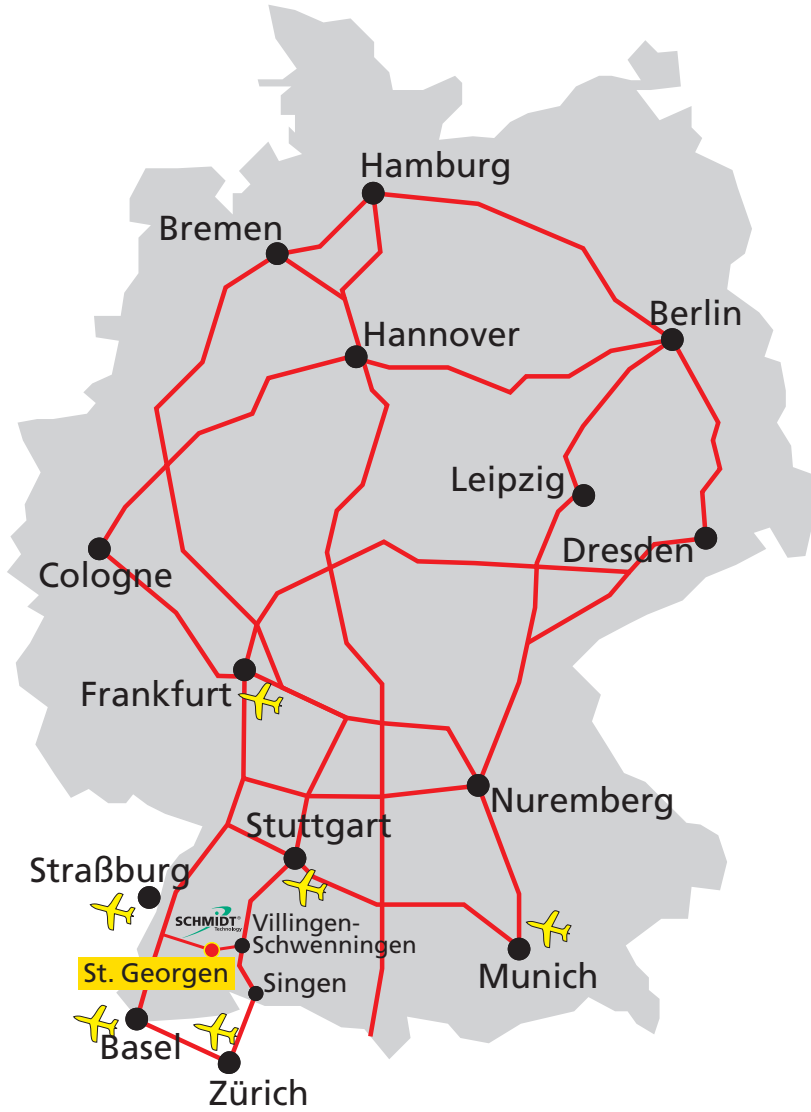 Hamburg
Bremen
Berlin
Hannover
Leipzig
Dresden
Cologne
Frankfurt
Nuremberg
Stuttgart
Straßburg
SCHMIDT®
Technology
Villingen-
Schwenningen
St. Georgen
Singen
Munich
Basel
Zürich